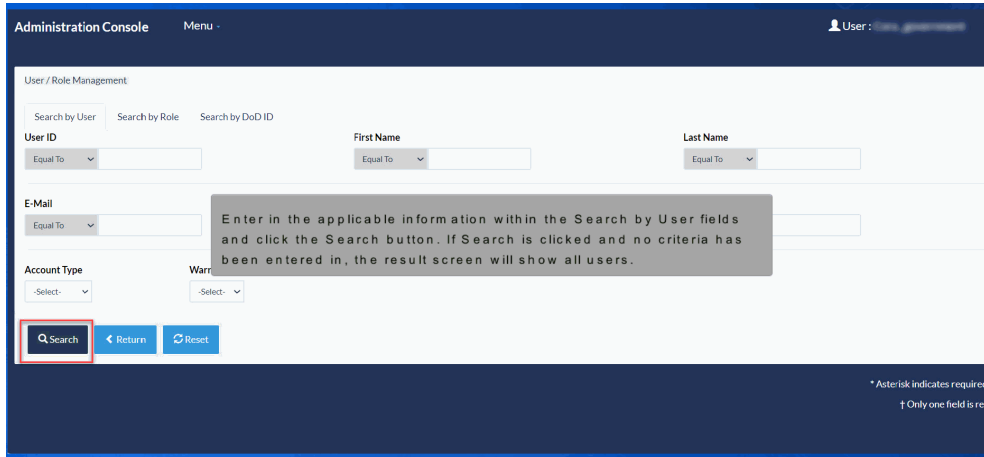 Administration Console Menu -
User :
User / Role Management
Search by User Search by Role Search by DoD ID
User ID First Name Last Name
Equal To Equal To Equal To
E-Mail
Equal To
Enter in the applicable information within the Search by User fields
and click the Search button. If Search is clicked and no criteria has
been entered in, the result screen will show all users.
Account Type
-Select- -Select-
Search Return Reset
* Asterisk indicates
† Only one field is